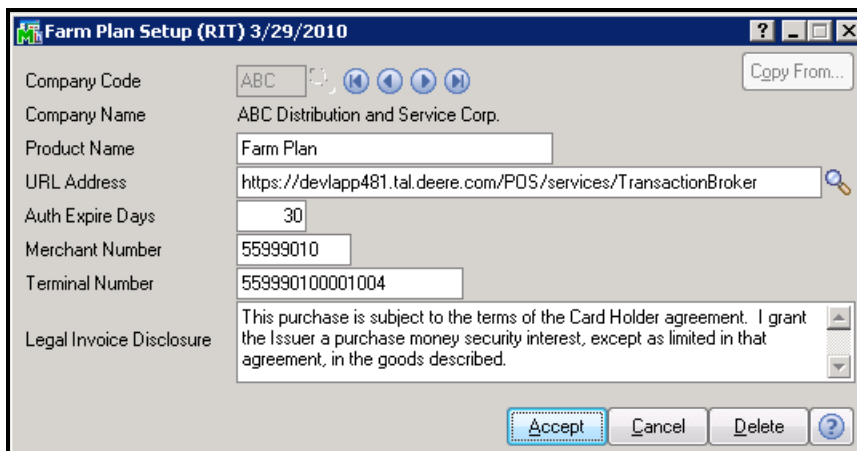 Farm Plan Setup (RIT) 3/29/2010
Company Code ABC Copy From...
Company Name ABC Distribution and Service Corp.
Product Name Farm Plan
URL Address https://devlapp481.tal.deere.com/POS/services/TransactionBroker
Auth Expire Days 30
Merchant Number 55999010
Terminal Number 559990100001004
Legal Invoice Disclosure This purchase is subject to the terms of the Card Holder agreement. I grant
the Issuer a purchase money security interest, except as limited in that
agreement, in the goods described.
Accept Cancel Delete